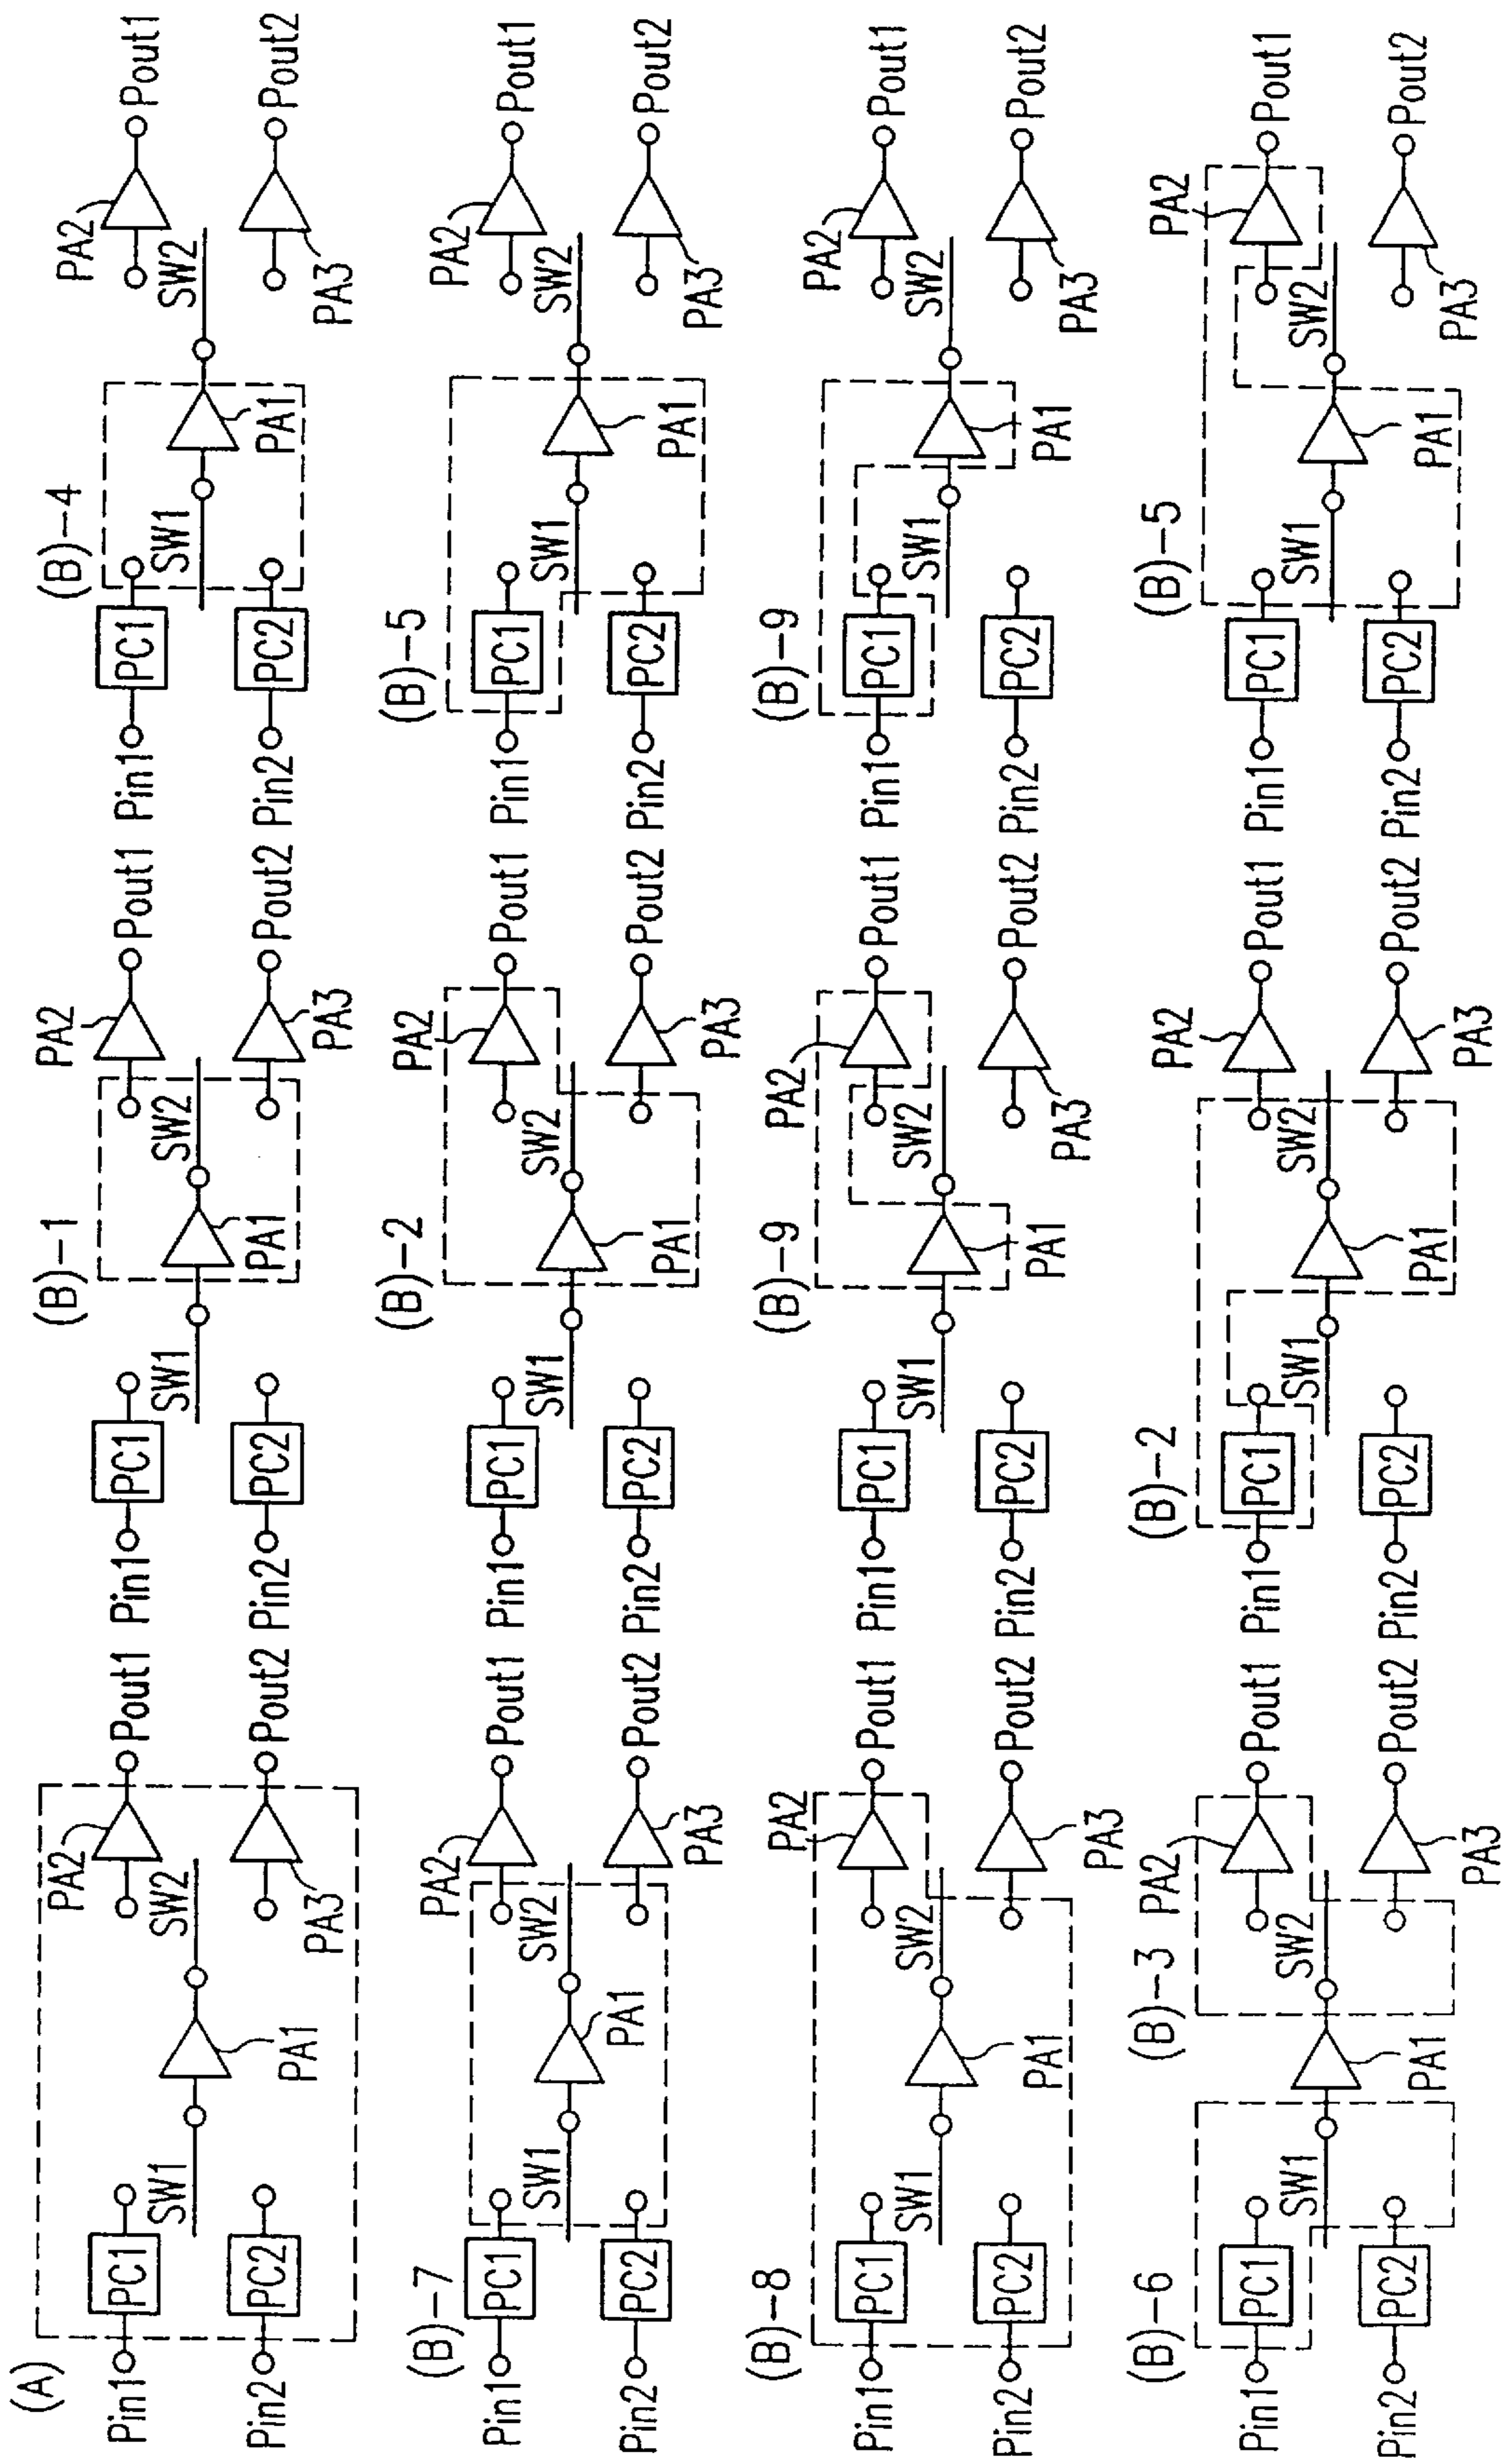 (A)
Pin1 PC1 SW1 PA1 SW2 PA2 Pout1
Pin2 PC2 PA3 Pout2
(B)-1
Pin1 PC1 SW1 PA1 SW2 PA2 Pout1
Pin2 PC2 PA3 Pout2
(B)-4
Pin1 PC1 SW1 PA1 SW2 PA2 Pout1
Pin2 PC2 PA3 Pout2
(B)-7
Pin1 PC1 SW1 PA1 SW2 PA2 Pout1
Pin2 PC2 PA3 Pout2
(B)-2
Pin1 PC1 SW1 PA1 SW2 PA2 Pout1
Pin2 PC2 PA3 Pout2
(B)-5
Pin1 PC1 SW1 PA1 SW2 PA2 Pout1
Pin2 PC2 PA3 Pout2
(B)-8
Pin1 PC1 SW1 PA1 SW2 PA2 Pout1
Pin2 PC2 PA3 Pout2
(B)-9
Pin1 PC1 SW1 PA1 SW2 PA2 Pout1
Pin2 PC2 PA3 Pout2
(B)-9
Pin1 PC1 SW1 PA1 SW2 PA2 Pout1
Pin2 PC2 PA3 Pout2
(B)-6 (B)-3
Pin1 PC1 SW1 PA1 SW2 PA2 Pout1
Pin2 PC2 PA3 Pout2
(B)-2
Pin1 PC1 SW1 PA1 SW2 PA2 Pout1
Pin2 PC2 PA3 Pout2
(B)-5
Pin1 PC1 SW1 PA1 SW2 PA2 Pout1
Pin2 PC2 PA3 Pout2